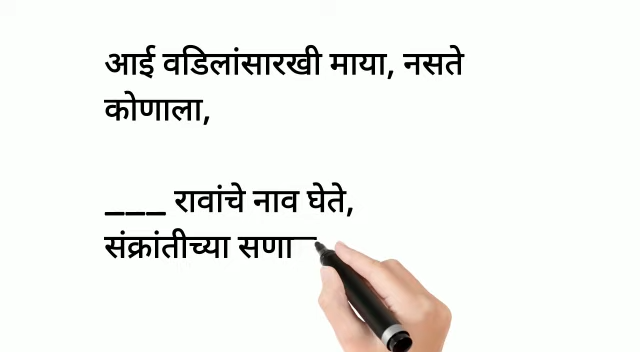 आई वडिलांसारखी माया, नसते
कोणाला,
___ रावांचे नाव घेते,
संक्रांतीच्या सणा